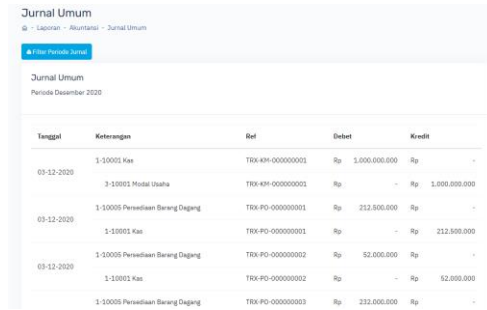 Jurnal Umum
- Laporan - Akuntansi - Jurnal Umum
Filter Periode Jurnal
Jurnal Umum
Periode Desember 2020
Tanggal Keterangan Ref Debet Kredit
1-10001 Kas TRX-KM-000000001 Rp 1.000.000.000 Rp -
03-12-2020
3-10001 Modal Usaha TRX-KM-000000001 Rp - Rp 1.000.000.000
1-10005 Persediaan Barang Dagang TRX-PO-000000001 Rp 212.500.000 Rp -
03-12-2020
1-10001 Kas TRX-PO-000000001 Rp - Rp 212.500.000
1-10005 Persediaan Barang Dagang TRX-PO-000000002 Rp 52.000.000 Rp -
03-12-2020
1-10001 Kas TRX-PO-000000002 Rp - Rp 52.000.000
1-10005 Persediaan Barang Dagang TRX-PO-000000003 Rp 232.000.000 Rp -